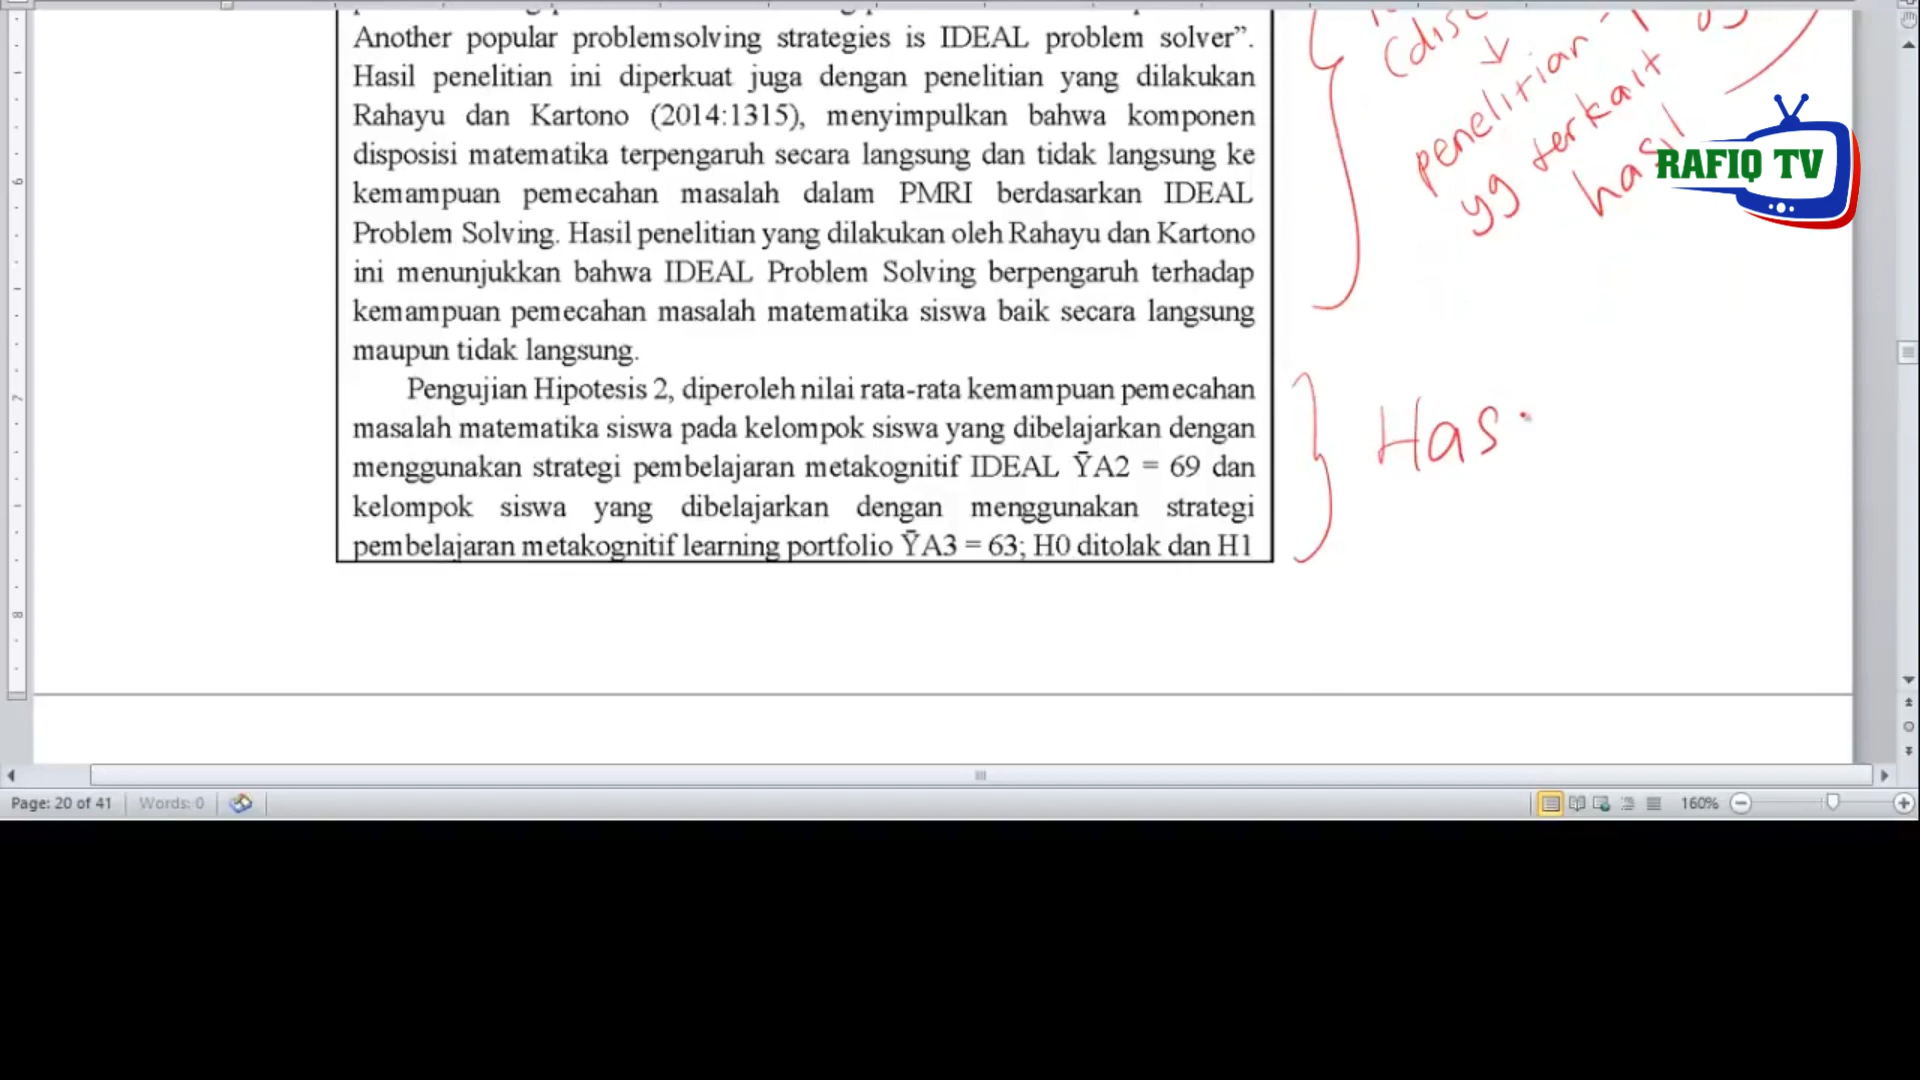 Another popular problemsolving strategies is IDEAL problem solver”.
Hasil penelitian ini diperkuat juga dengan penelitian yang dilakukan
Rahayu dan Kartono (2014:1315), menyimpulkan bahwa komponen
disposisi matematika terpengaruh secara langsung dan tidak langsung ke
kemampuan pemecahan masalah dalam PMRI berdasarkan IDEAL
Problem Solving. Hasil penelitian yang dilakukan oleh Rahayu dan Kartono
ini menunjukkan bahwa IDEAL Problem Solving berpengaruh terhadap
kemampuan pemecahan masalah matematika siswa baik secara langsung
maupun tidak langsung.
Pengujian Hipotesis 2, diperoleh nilai rata-rata kemampuan pemecahan
masalah matematika siswa pada kelompok siswa yang dibelajarkan dengan
menggunakan strategi pembelajaran metakognitif IDEAL ȲA2 = 69 dan
kelompok siswa yang dibelajarkan dengan menggunakan strategi
pembelajaran metakognitif learning portfolio ȲA3 = 63; H0 ditolak dan H1
(dis
penelitian -
yg terkait
hasil
RAFIQ TV
Has
6
7
8
Page: 20 of 41
Words: 0
160%